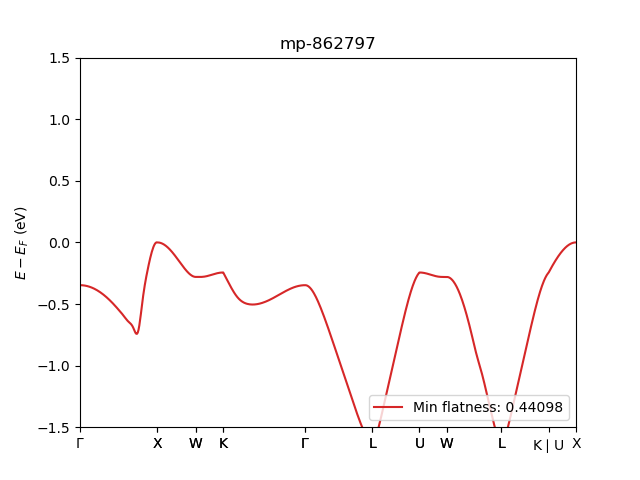 mp-862797
E − E_F (eV)
1.5
1.0
0.5
0.0
−0.5
−1.0
−1.5
Γ X W K Γ L U W L K | U X
Min flatness: 0.44098